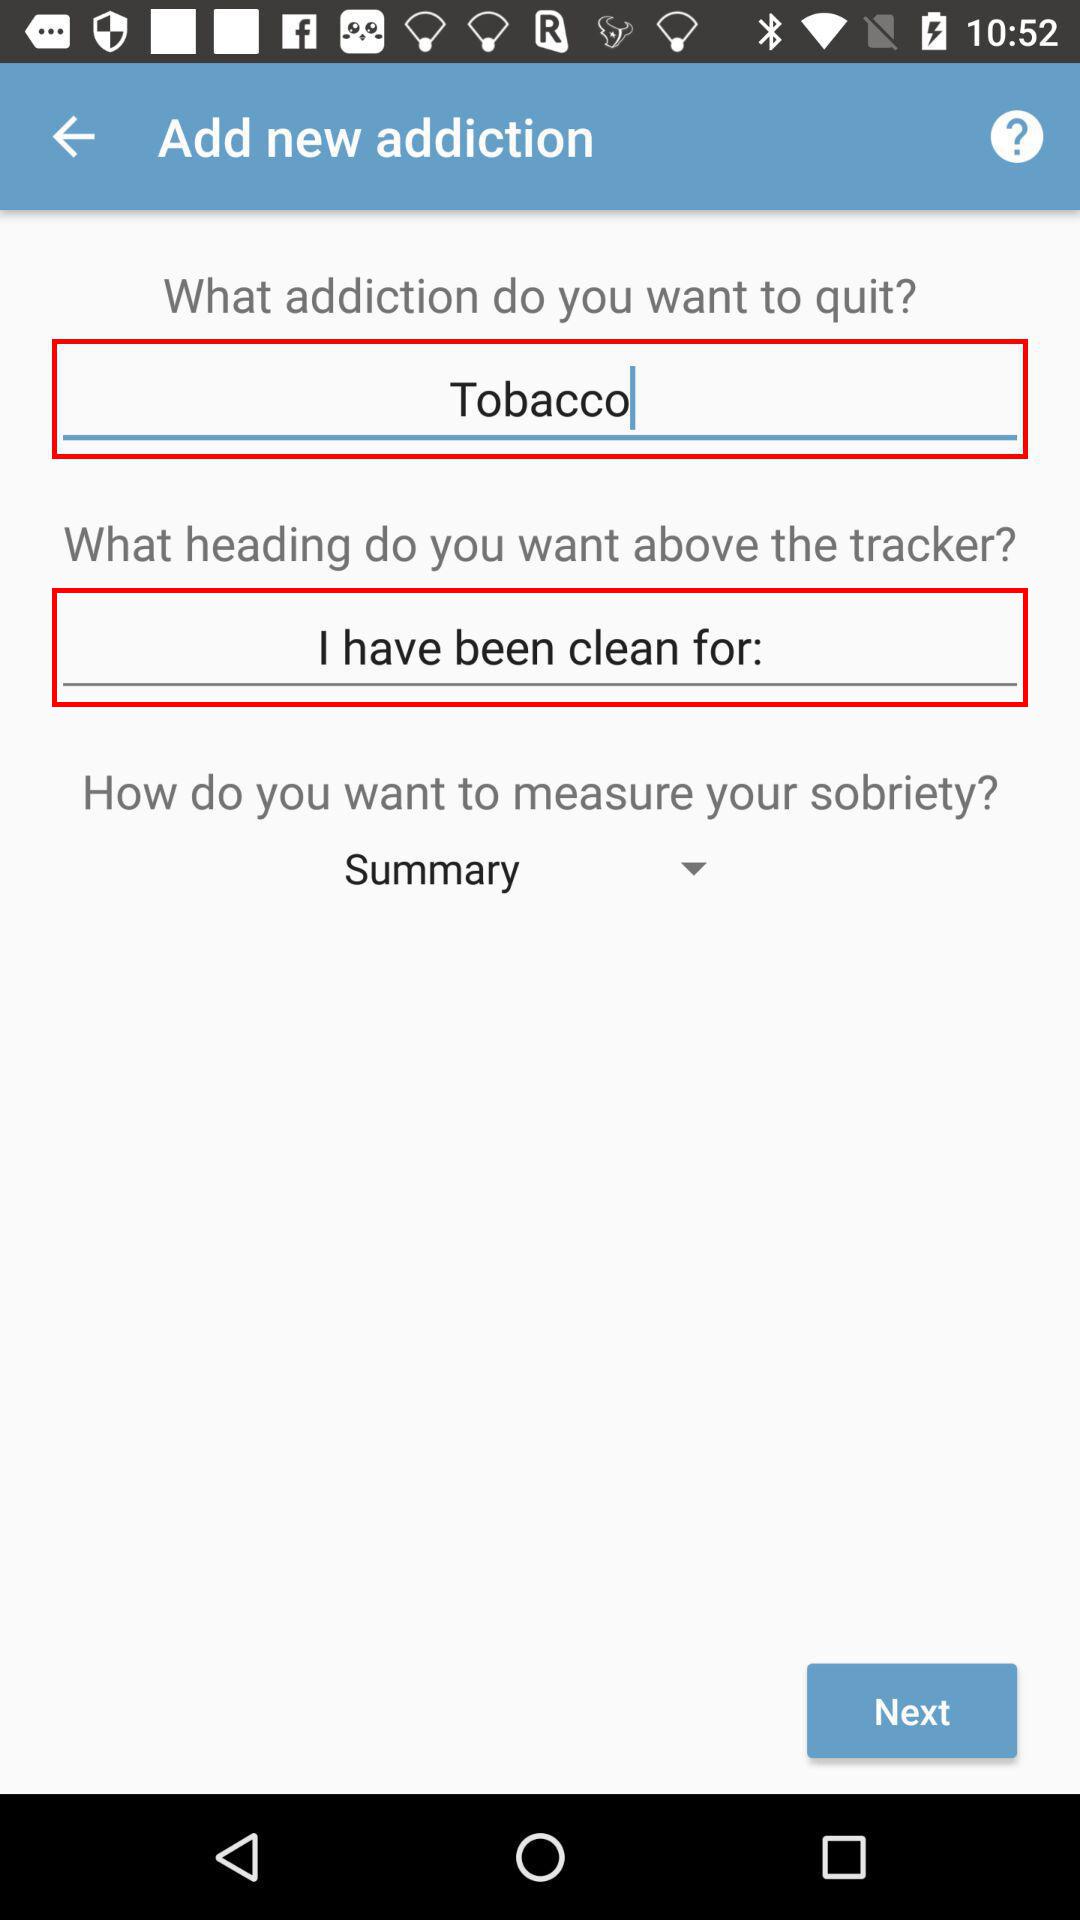 10:52
Add new addiction
What addiction do you want to quit?
Tobacco
What heading do you want above the tracker?
I have been clean for:
How do you want to measure your sobriety?
Summary
Next